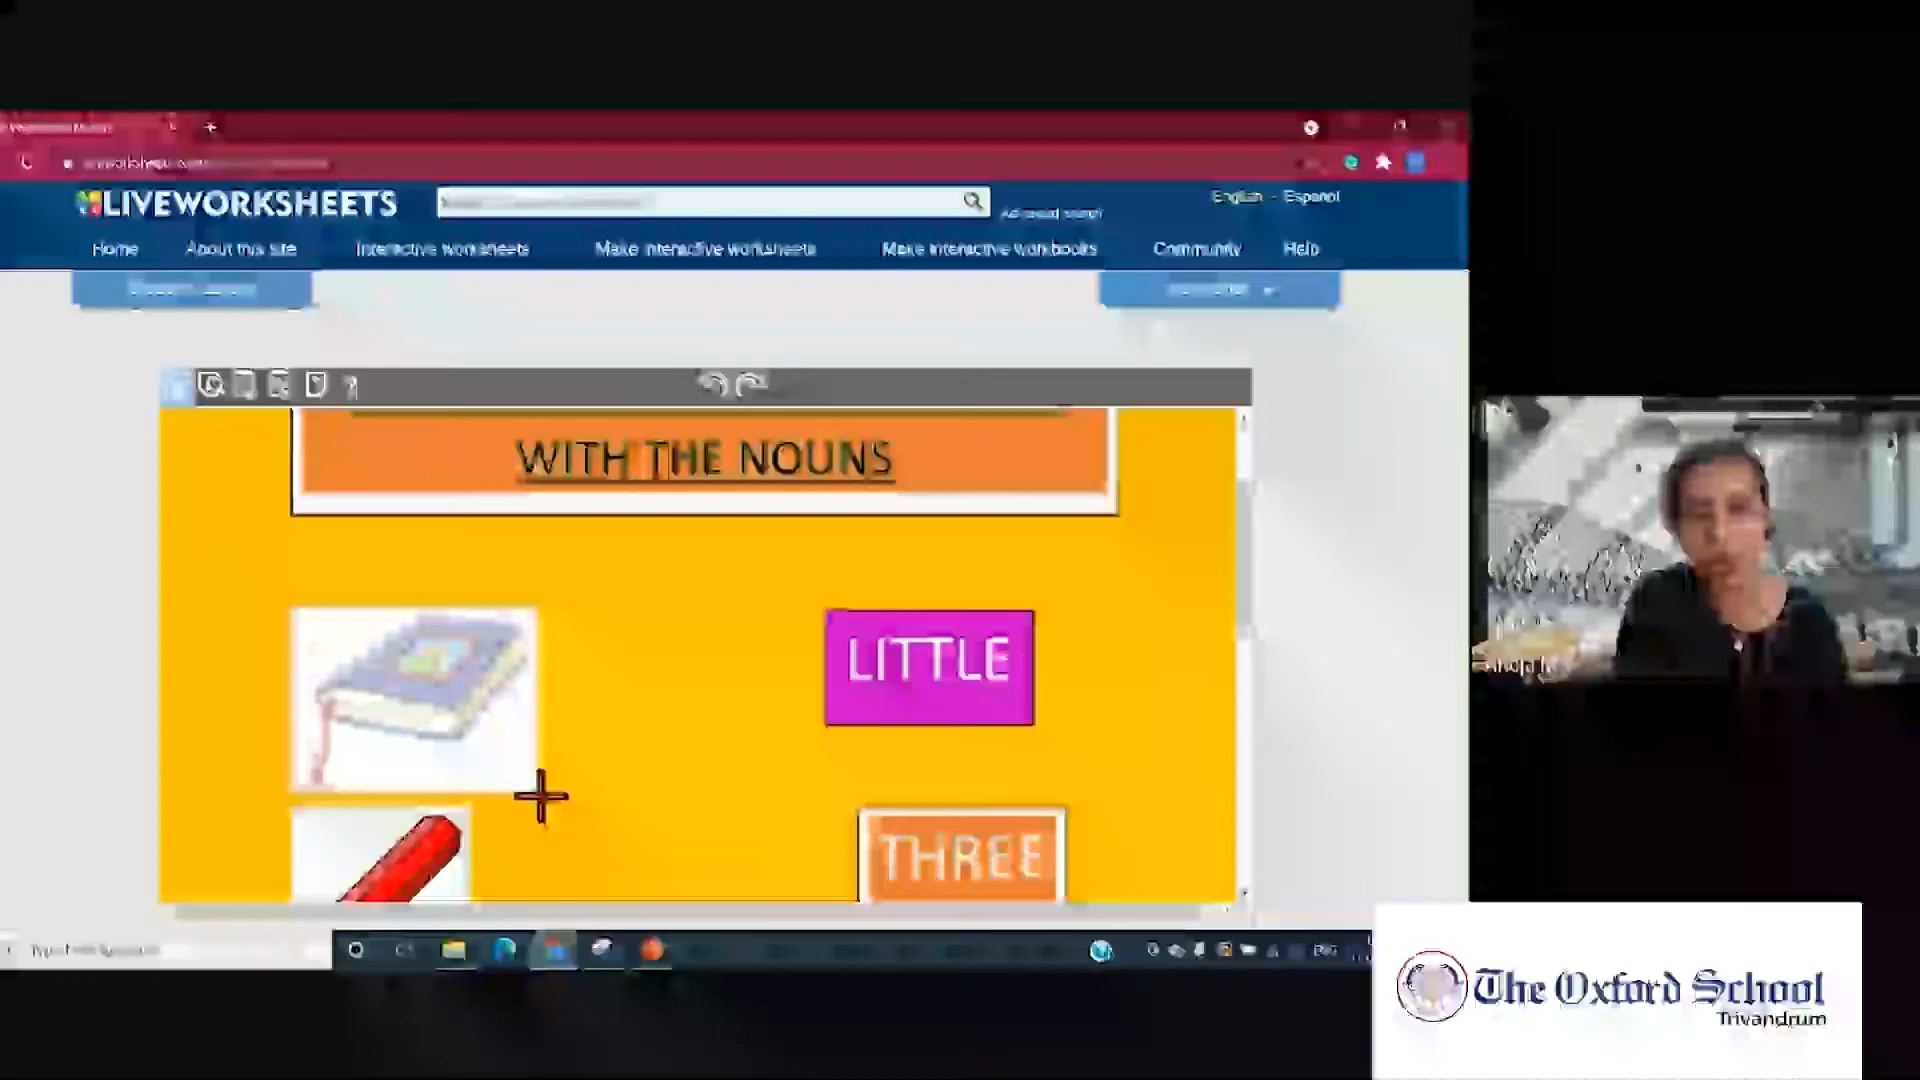 LIVEWORKSHEETS
English - Espanol
Home
About this site
Interactive worksheets
Make interactive worksheets
Make interactive workbooks
Community
Help
WITH THE NOUNS
LITTLE
THREE
The Oxford School
Trivandrum